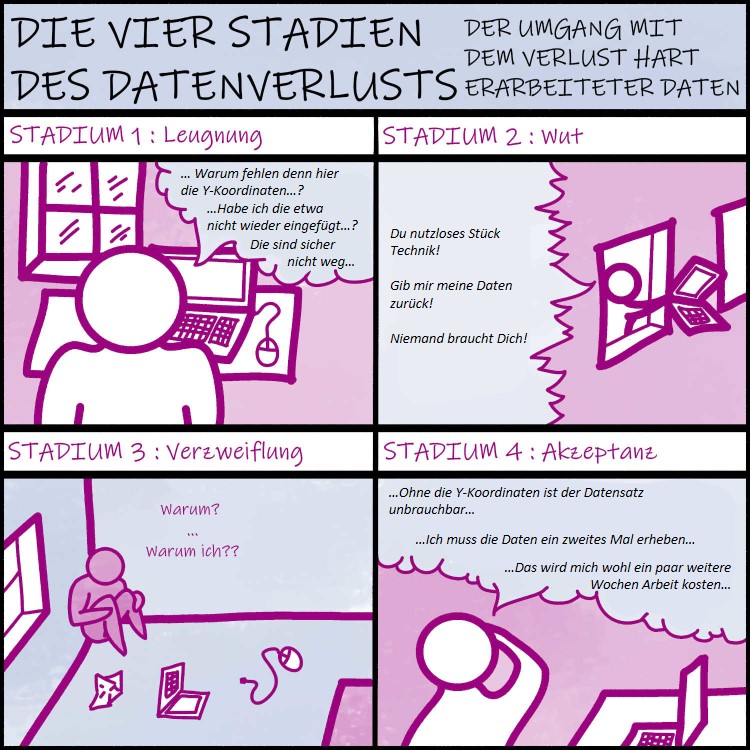 DIE VIER STADIEN
DES DATENVERLUSTS
DER UMGANG MIT
DEM VERLUST HART
ERARBEITETER DATEN
STADIUM 1 : Leugnung
... Warum fehlen denn hier
die Y-Koordinaten...?
...Habe ich die etwa
nicht wieder eingefügt...?
Die sind sicher
nicht weg...
STADIUM 2 : Wut
Du nutzloses Stück
Technik!
Gib mir meine Daten
zurück!
Niemand braucht Dich!
STADIUM 3 : Verzweiflung
Warum?
...
Warum ich??
STADIUM 4 : Akzeptanz
...Ohne die Y-Koordinaten ist der Datensatz
unbrauchbar...
...Ich muss die Daten ein zweites Mal erheben...
...Das wird mich wohl ein paar weitere
Wochen Arbeit kosten...